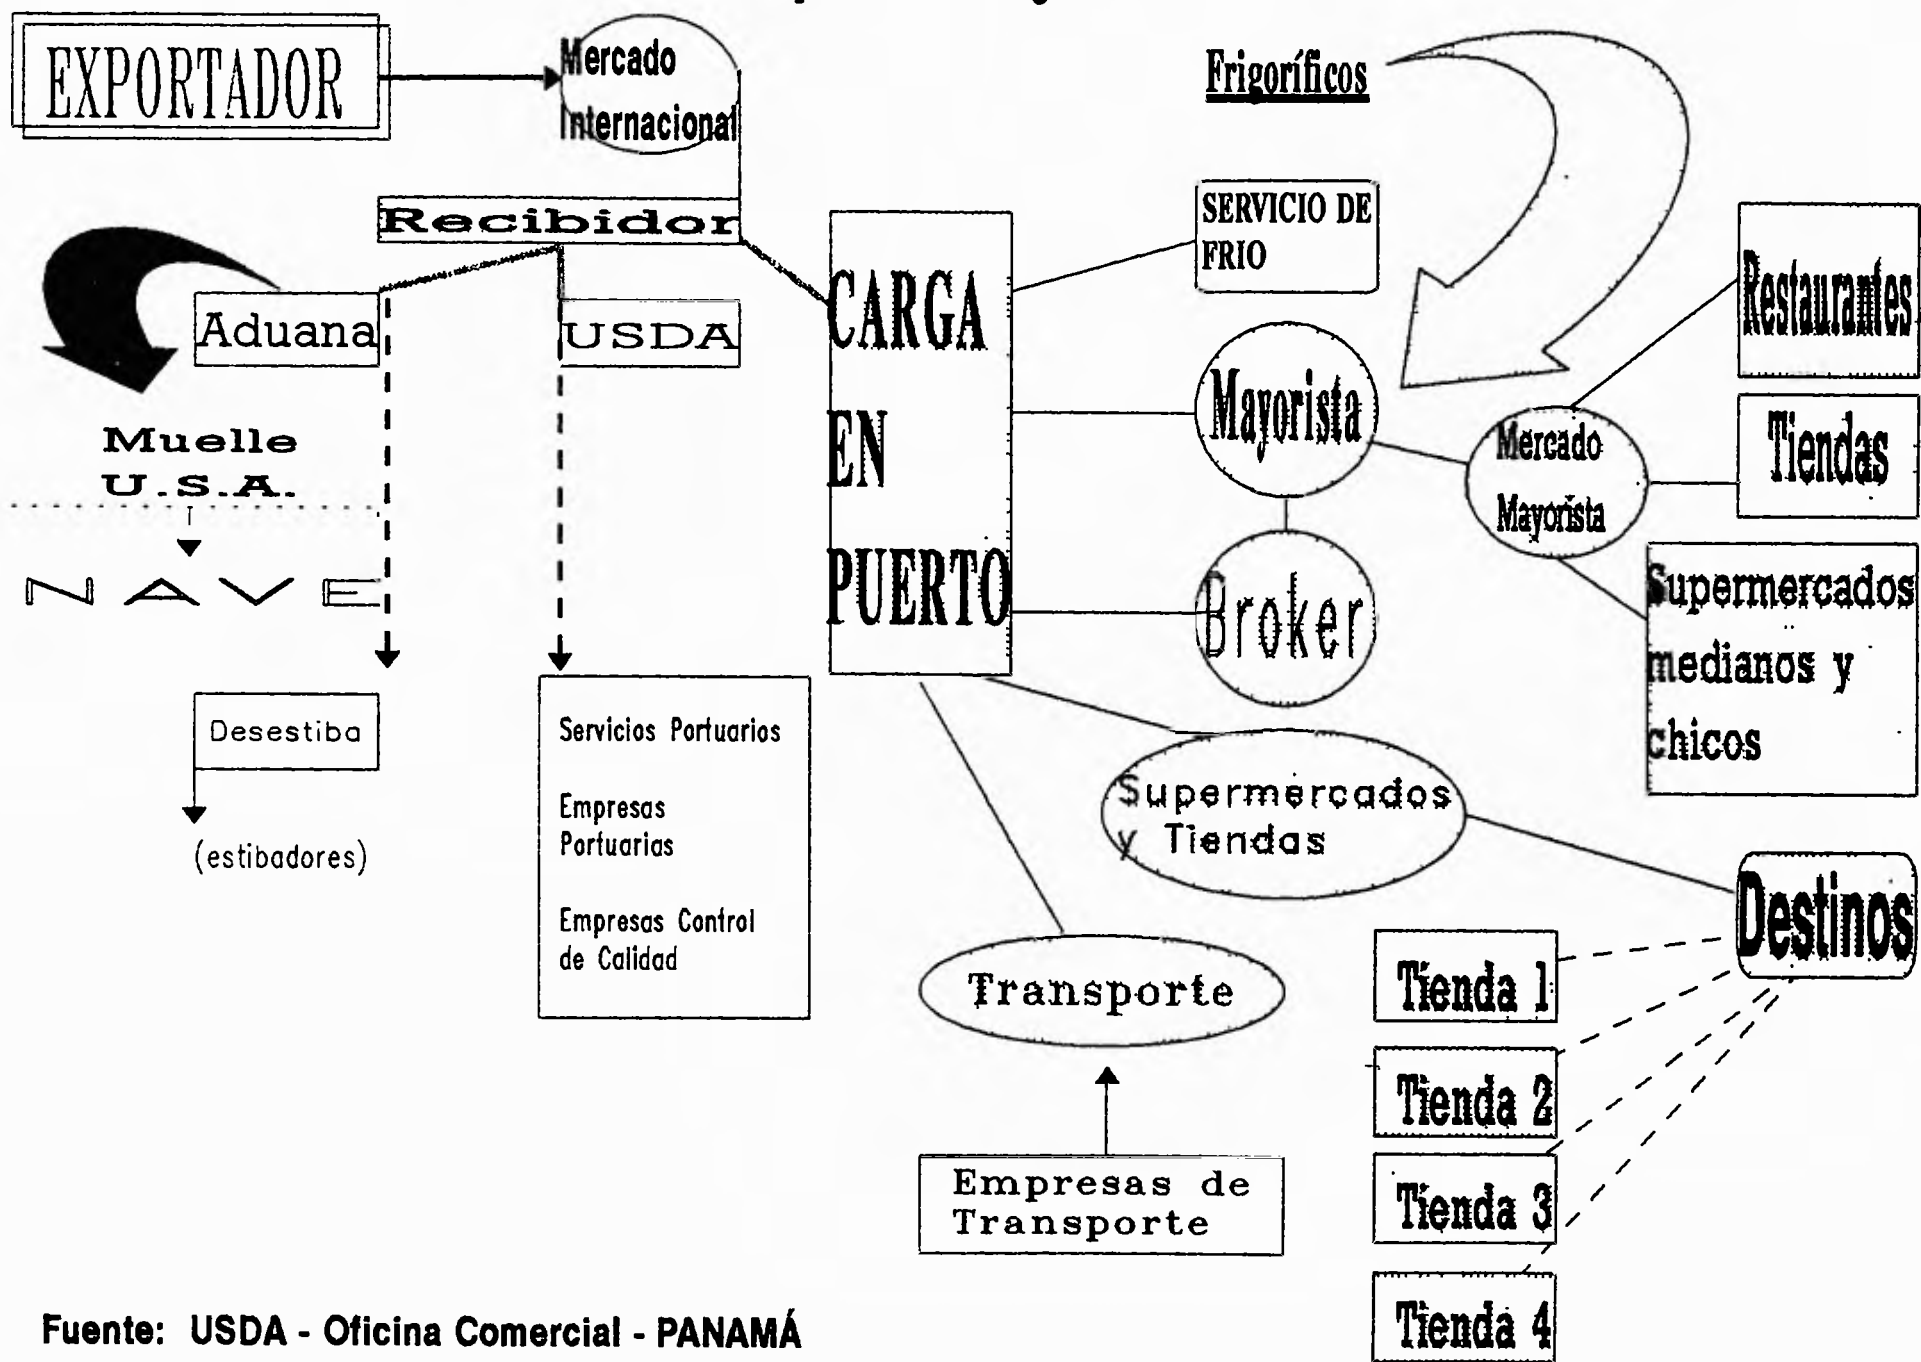 EXPORTADOR
Mercado
Internacional
Frigoríficos
Recibidor
SERVICIO DE
FRIO
Aduana
USDA
CARGA
EN
PUERTO
Mayorista
Restaurantes
Mercado
Mayorista
Tiendas
Muelle
U.S.A.
NAVE
Broker
Supermercados
medianos y
chicos
Desestiba
(estibadores)
Servicios Portuarios
Empresas
Portuarias
Empresas Control
de Calidad
Supermercados
y Tiendas
Destinos
Transporte
Tienda 1
Tienda 2
Tienda 3
Tienda 4
Empresas de
Transporte
Fuente: USDA - Oficina Comercial - PANAMÁ